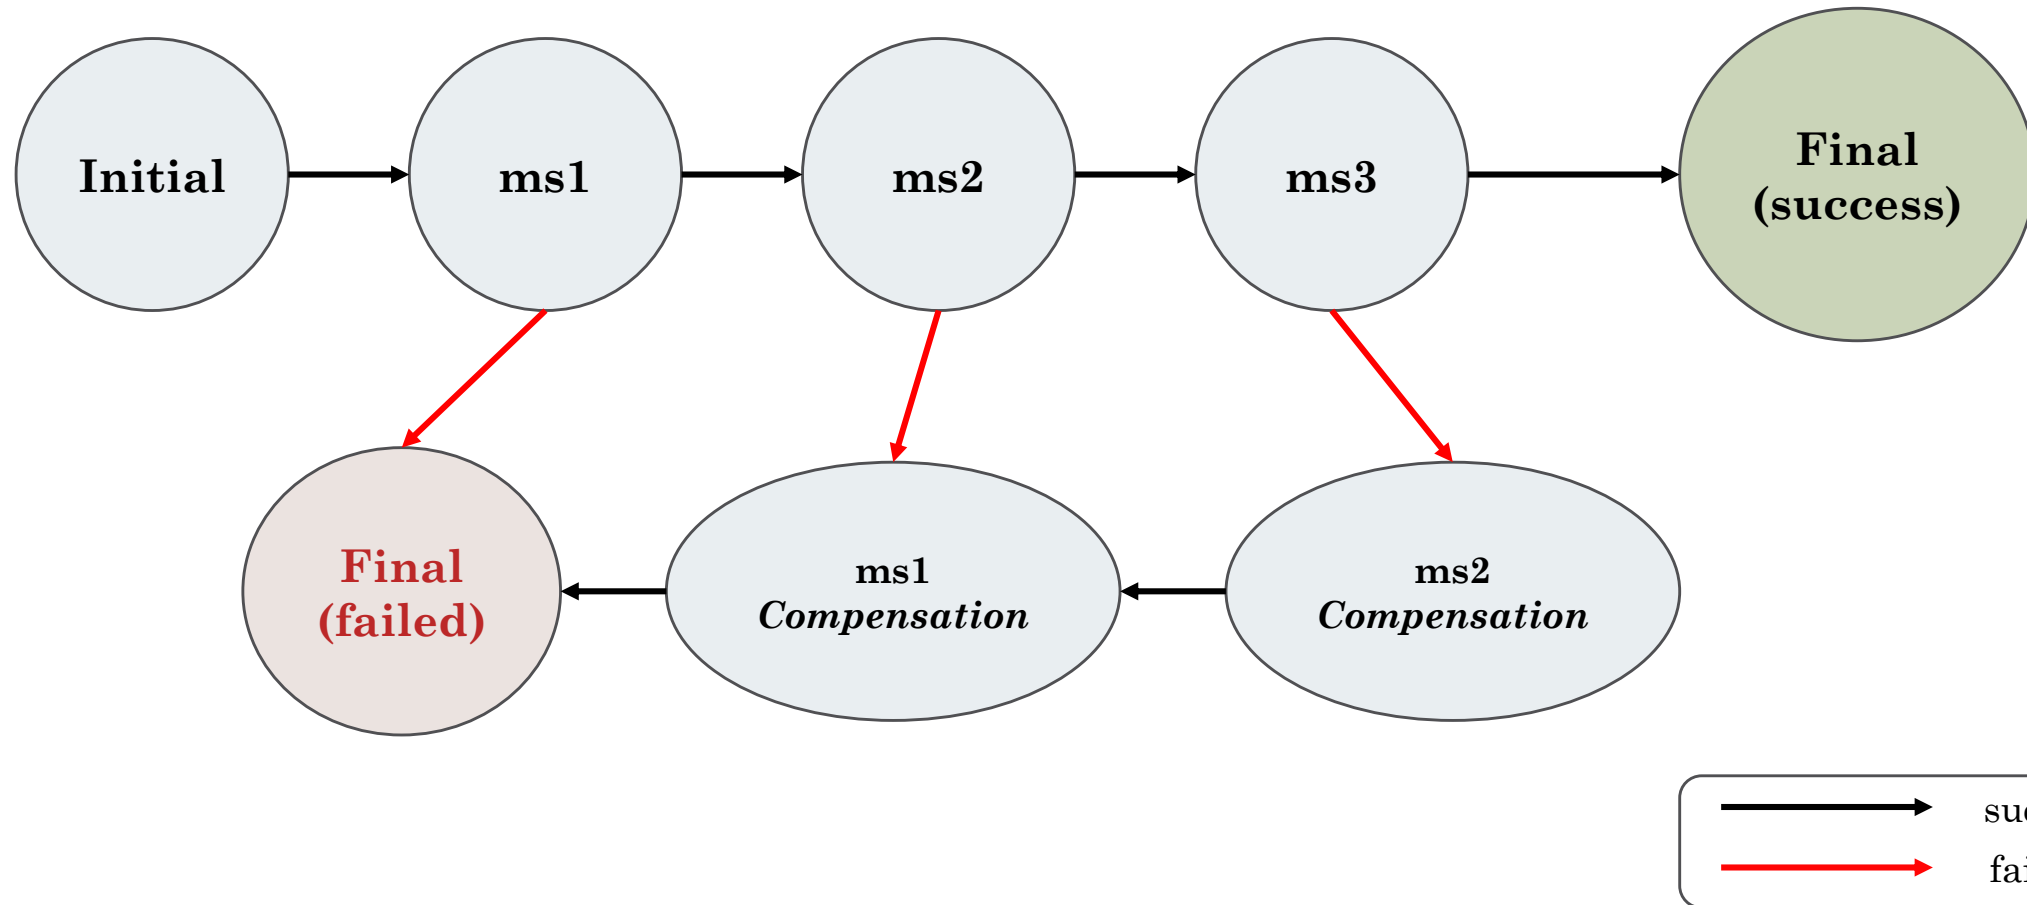 Initial
ms1
ms2
ms3
Final
(success)
Final
(failed)
ms1
Compensation
ms2
Compensation